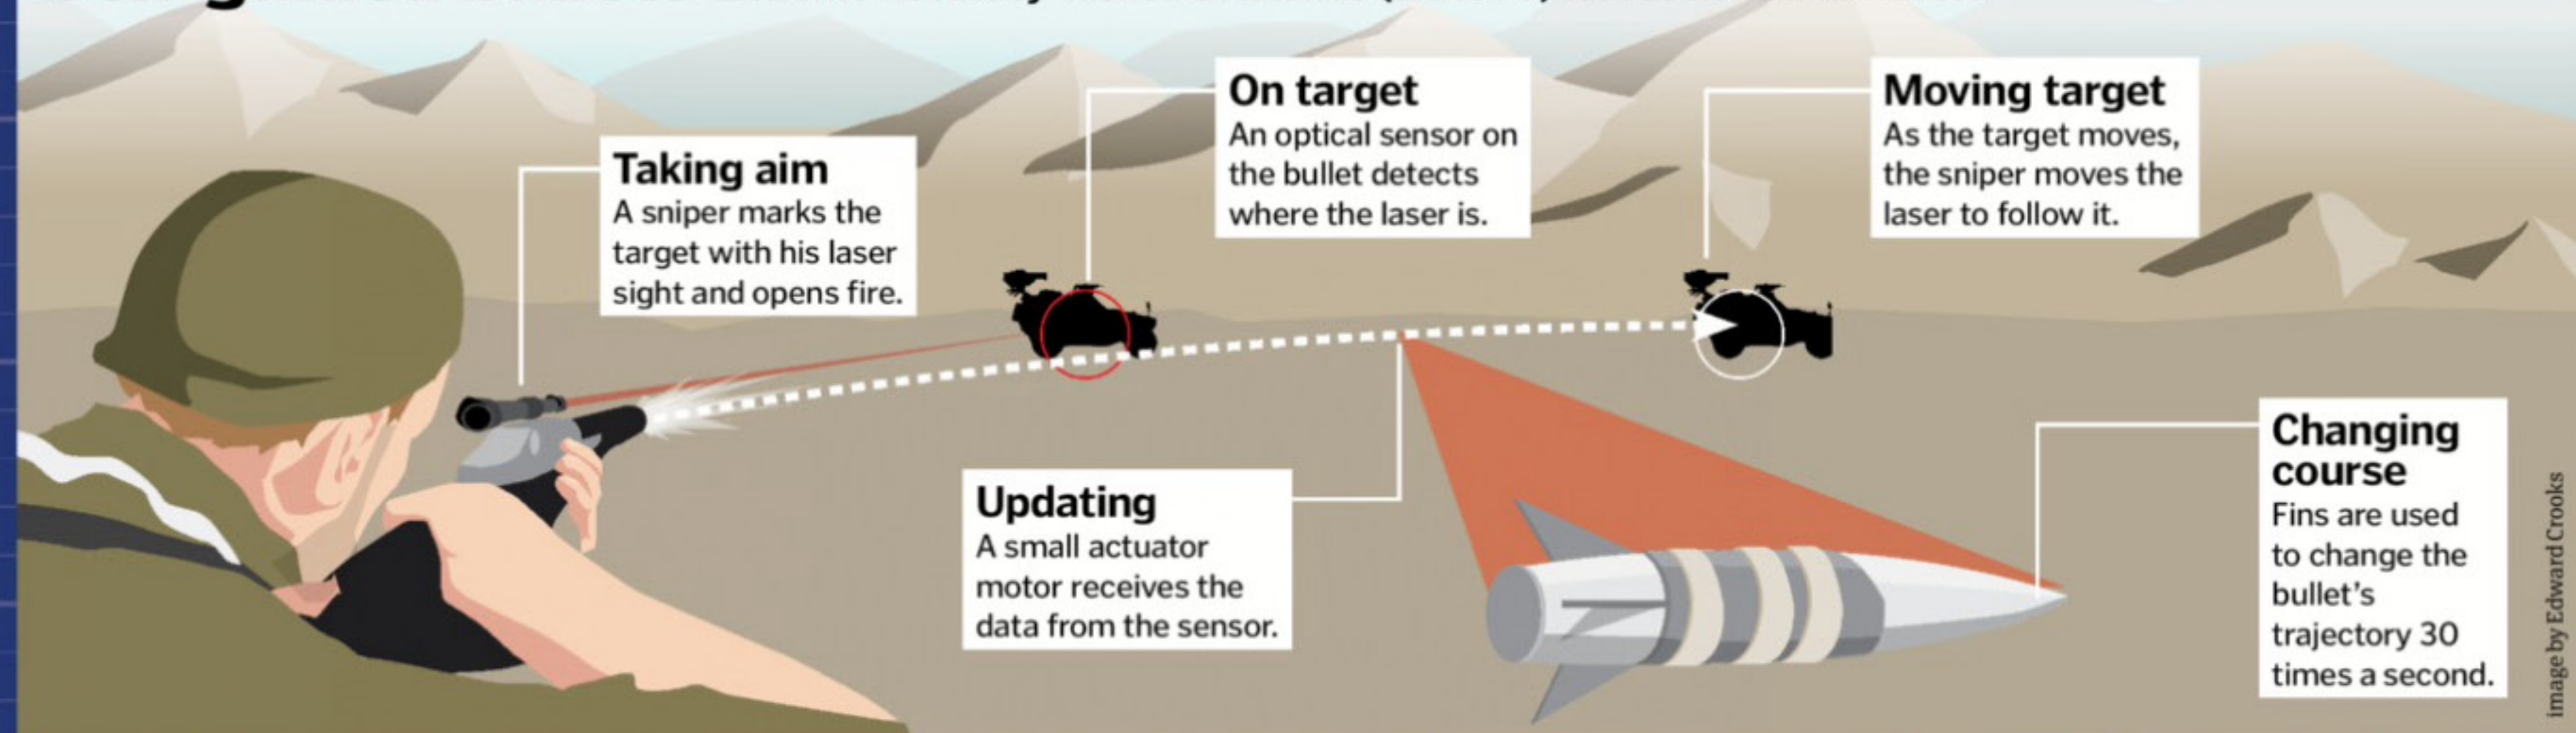 Taking aim
A sniper marks the
target with his laser
sight and opens fire.
On target
An optical sensor on
the bullet detects
where the laser is.
Moving target
As the target moves,
the sniper moves the
laser to follow it.
Updating
A small actuator
motor receives the
data from the sensor.
Changing
course
Fins are used
to change the
bullet's
trajectory 30
times a second.
image by Edward Crooks